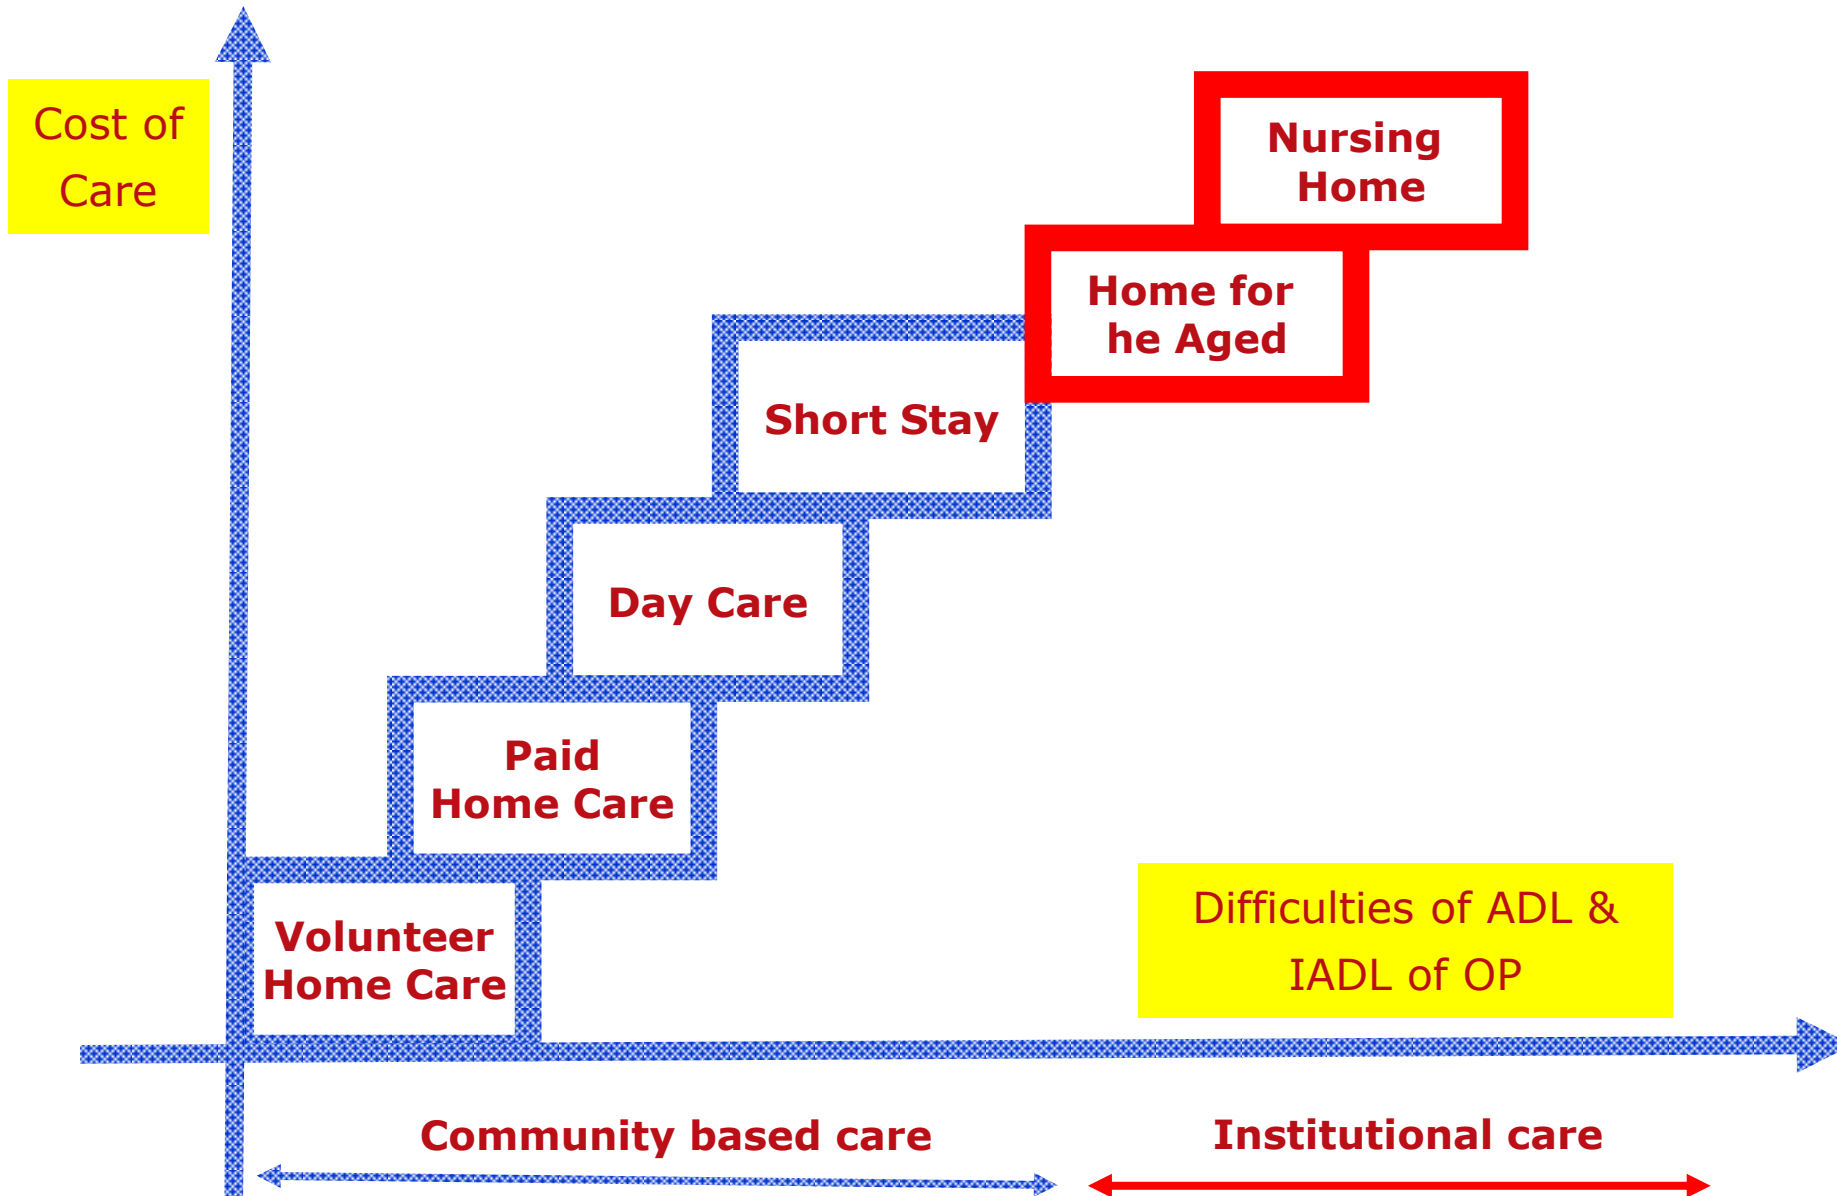 Cost of
Care
Nursing
Home
Home for
he Aged
Short Stay
Day Care
Paid
Home Care
Volunteer
Home Care
Difficulties of ADL &
IADL of OP
Community based care
Institutional care